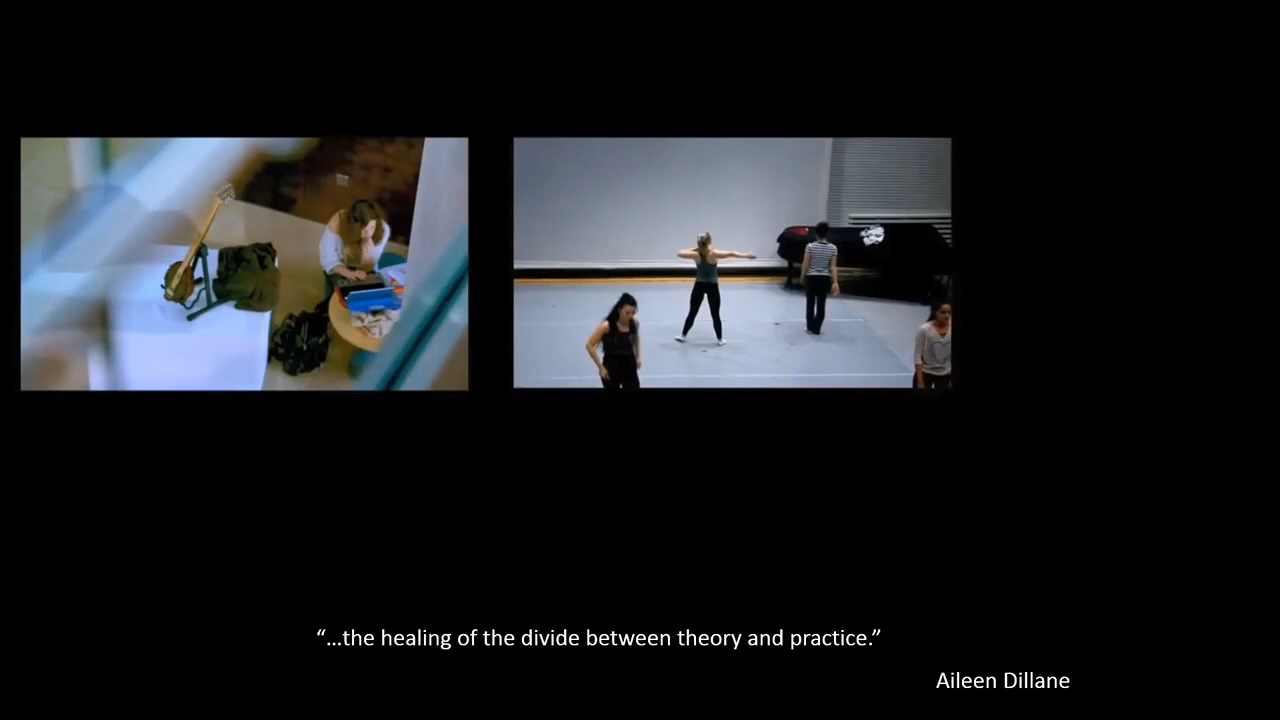 “…the healing of the divide between theory and practice.”
Aileen Dillane